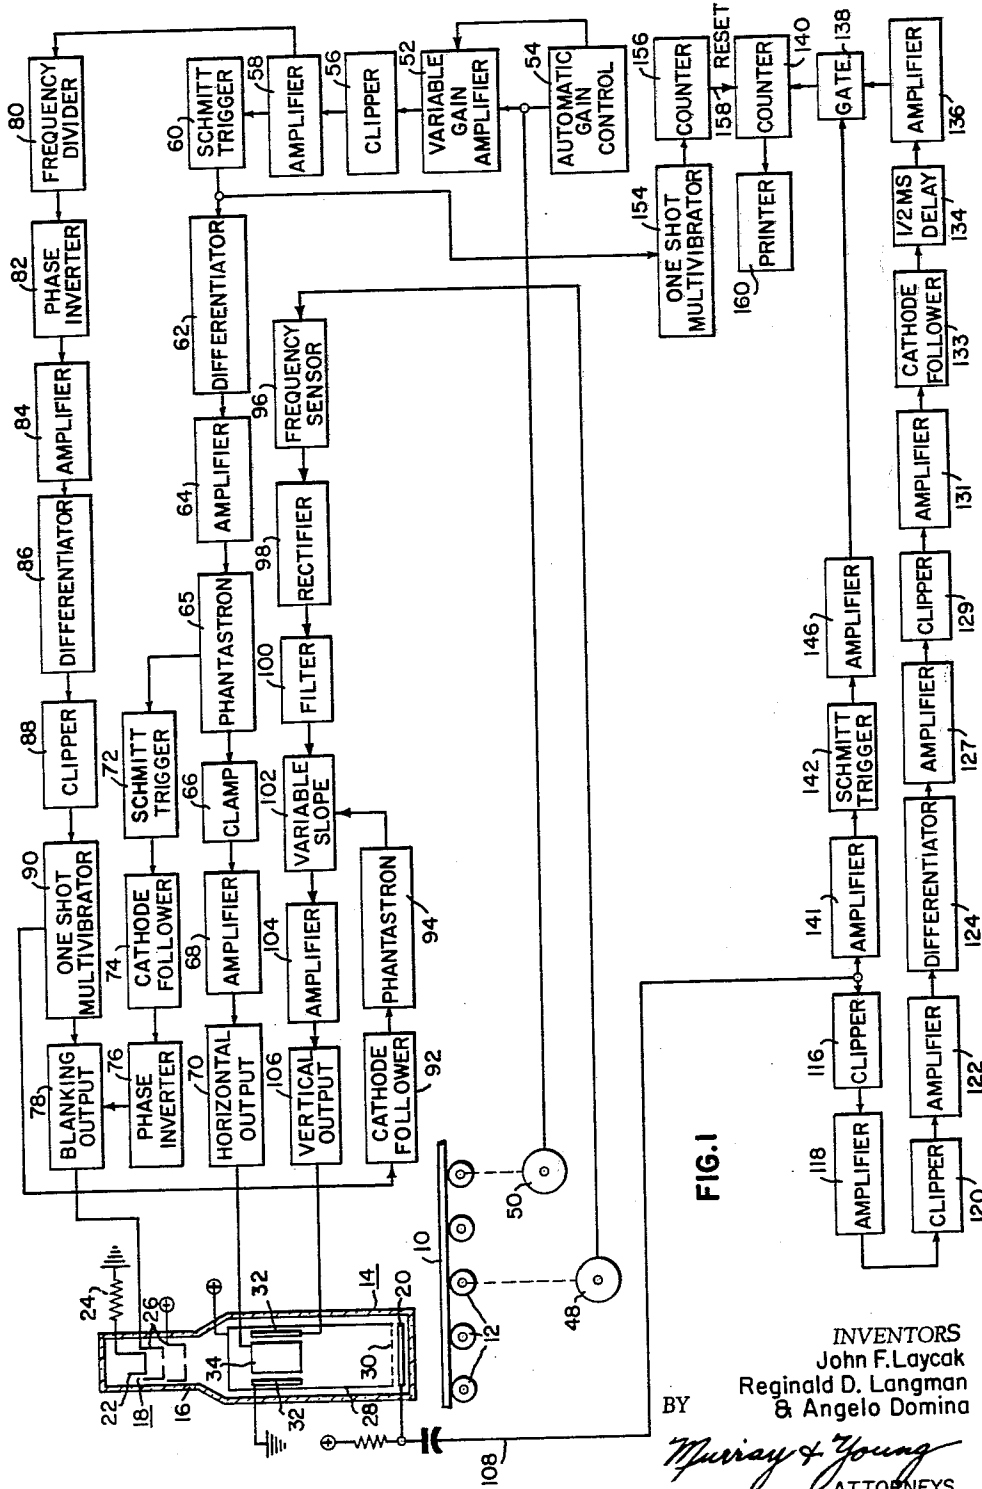 80
FREQUENCY
DIVIDER
82
PHASE
INVERTER
84
AMPLIFIER
86
DIFFERENTIATOR
88
CLIPPER
90
ONE SHOT
MULTIVIBRATOR
78
BLANKING
OUTPUT
60
SCHMITT
TRIGGER
58
AMPLIFIER
56
CLIPPER
52
VARIABLE
GAIN
AMPLIFIER
54
AUTOMATIC
GAIN
CONTROL
62
DIFFERENTIATOR
64
AMPLIFIER
65
PHANTASTRON
66
CLAMP
68
AMPLIFIER
70
HORIZONTAL
OUTPUT
72
SCHMITT
TRIGGER
74
CATHODE
FOLLOWER
76
PHASE
INVERTER
96
FREQUENCY
SENSOR
98
RECTIFIER
100
FILTER
102
VARIABLE
SLOPE
104
AMPLIFIER
106
VERTICAL
OUTPUT
94
PHANTASTRON
92
CATHODE
FOLLOWER
156
COUNTER
158
RESET
140
COUNTER
138
GATE
154
ONE SHOT
MULTIVIBRATOR
160
PRINTER
136
AMPLIFIER
134
1/2 MS
DELAY
133
CATHODE
FOLLOWER
131
AMPLIFIER
129
CLIPPER
127
AMPLIFIER
124
DIFFERENTIATOR
122
AMPLIFIER
120
CLIPPER
118
AMPLIFIER
116
CLIPPER
141
AMPLIFIER
142
SCHMITT
TRIGGER
146
AMPLIFIER
24
26
22
18
16
34
32
32
14
30
20
28
10
12
50
48
108
FIG.1
INVENTORS
John F. Laycak
Reginald D. Langman
& Angelo Domina
BY
Murray & Young
ATTORNEYS